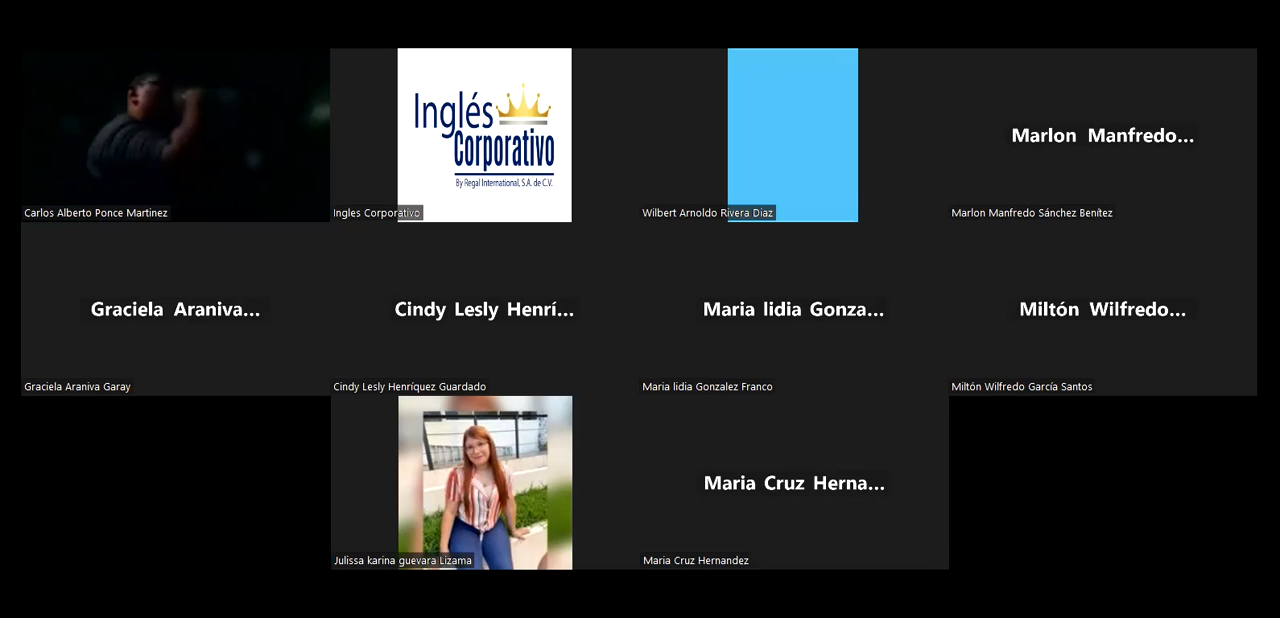 Inglés
Corporativo
By Regal International, S.A. de C.V.
Marlon Manfredo...
Carlos Alberto Ponce Martinez
Ingles Corporativo
Wilbert Arnoldo Rivera Diaz
Marlon Manfredo Sánchez Benítez
Graciela Araniva...
Cindy Lesly Henrí...
Maria lidia Gonza...
Miltón Wilfredo...
Graciela Araniva Garay
Cindy Lesly Henríquez Guardado
Maria lidia Gonzalez Franco
Miltón Wilfredo García Santos
Maria Cruz Herna...
Julissa karina guevara Lizama
Maria Cruz Hernandez